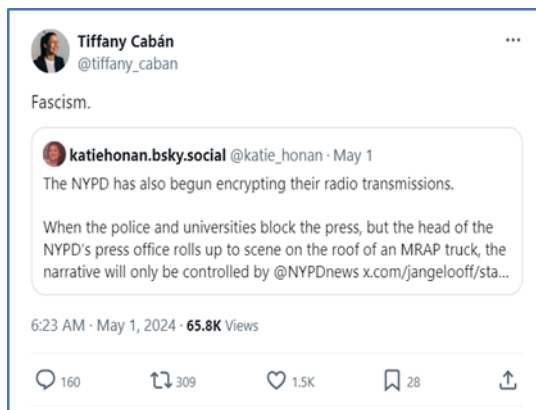 Tiffany Cabán
@tiffany_caban
Fascism.
katiehonan.bsky.social @katie_honan · May 1
The NYPD has also begun encrypting their radio transmissions.
When the police and universities block the press, but the head of the
NYPD's press office rolls up to scene on the roof of an MRAP truck, the
narrative will only be controlled by @NYPDnews x.com/jangelooff/sta...
6:23 AM · May 1, 2024 · 65.8K Views
160 309 1.5K 28